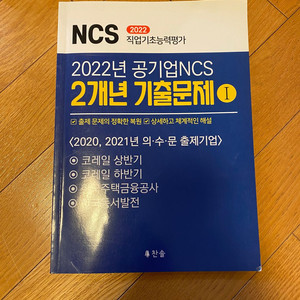 NCS 2022 직업기초능력평가
2022년 공기업NCS
2개년 기출문제 I
출제 문제의 정확한 복원 상세하고 체계적인 해설
<2020, 2021년 의·수·문 출제기업>
코레일 상반기
코레일 하반기
주택금융공사
서발전
찬솔